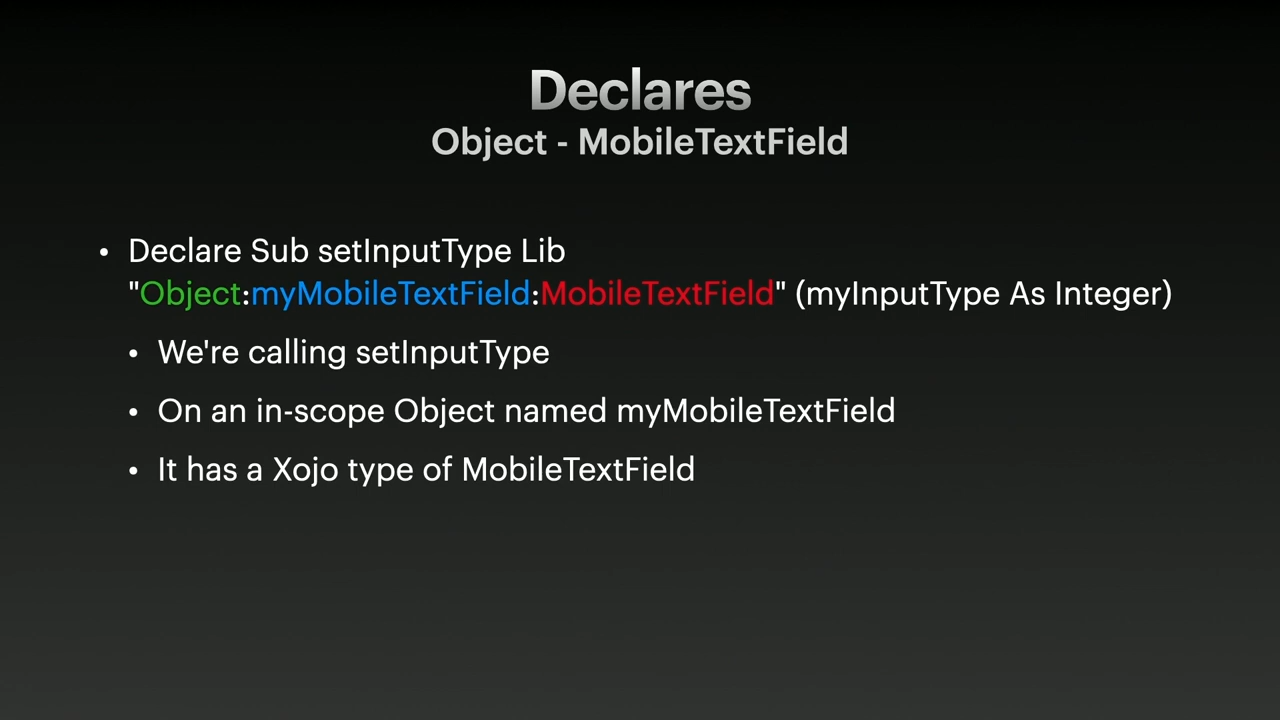 Declares
Object - MobileTextField
• Declare Sub setInputType Lib
"Object:myMobileTextField:MobileTextField" (myInputType As Integer)
• We're calling setInputType
• On an in-scope Object named myMobileTextField
• It has a Xojo type of MobileTextField